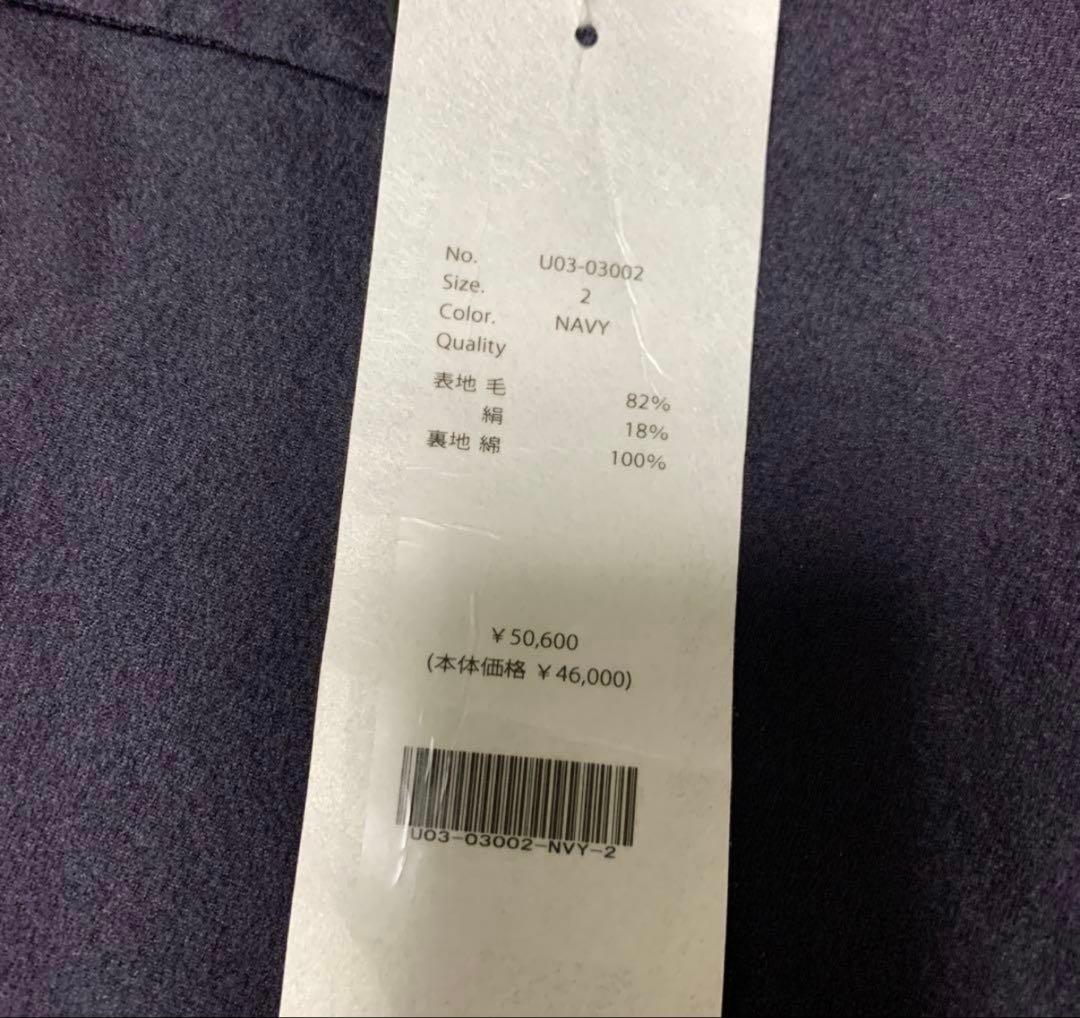 No. U03-03002
Size. 2
Color. NAVY
Quality
表地 毛 82%
絹 18%
裏地 綿 100%
￥50,600
(本体価格 ￥46,000)
U03-03002-NVY-2